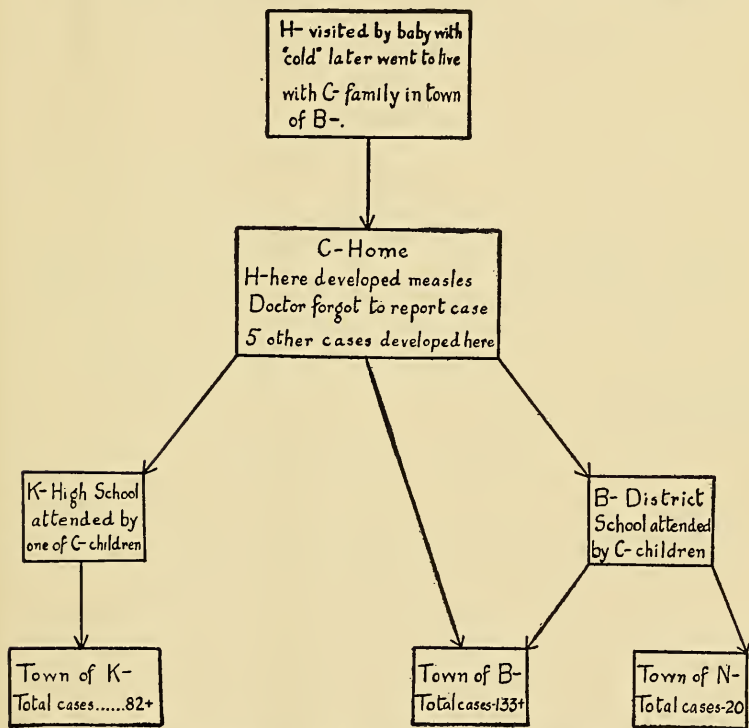 H- visited by baby with
"cold" later went to live
with C- family in town
of B-.
C-Home
H-here developed measles
Doctor forgot to report case
5 other cases developed here
K- High School
attended by
one of C-children
B- District
School attended
by C-children
Town of K-
Total cases......82+
Town of B-
Total cases-133+
Town of N-
Total cases-20